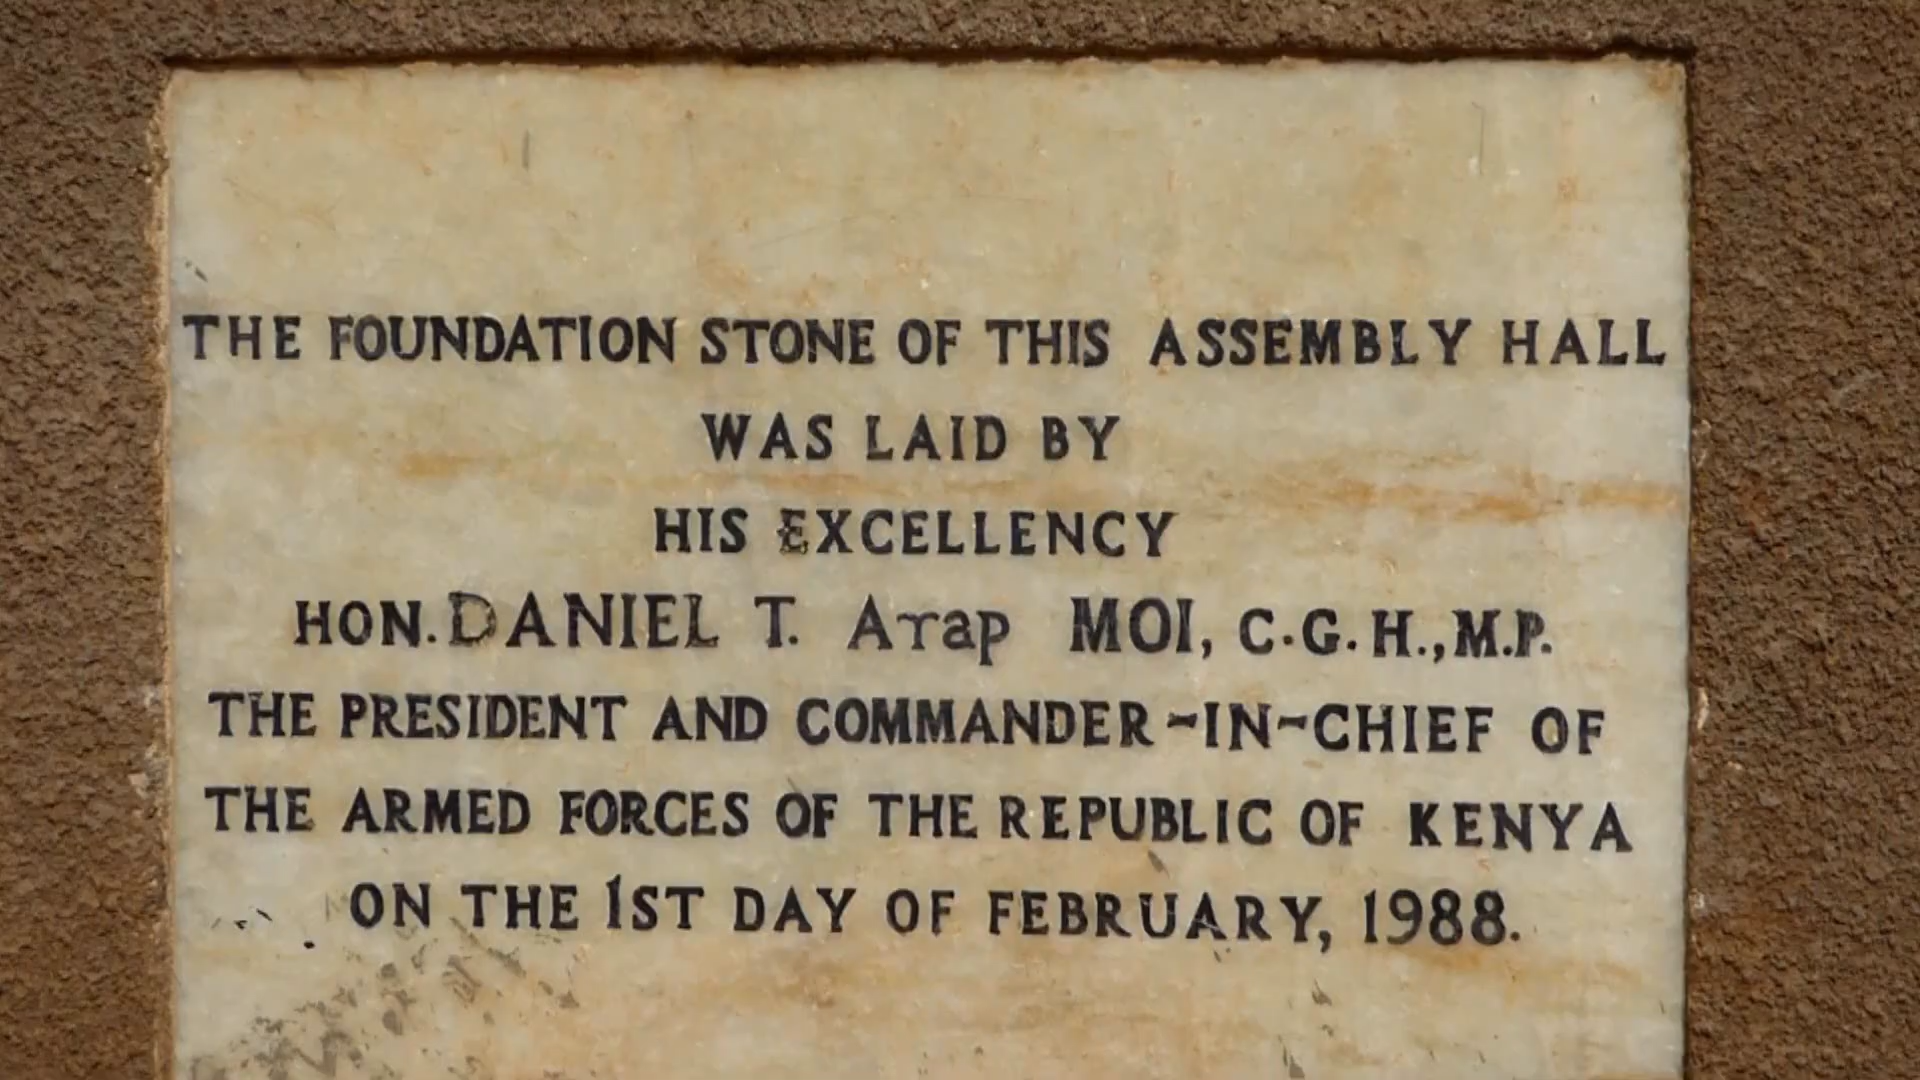 THE FOUNDATION STONE OF THIS ASSEMBLY HALL
WAS LAID BY
HIS EXCELLENCY
HON. DANIEL T. Arap MOI, C.G.H., M.P.
THE PRESIDENT AND COMMANDER-IN-CHIEF OF
THE ARMED FORCES OF THE REPUBLIC OF KENYA
ON THE 1ST DAY OF FEBRUARY, 1988.